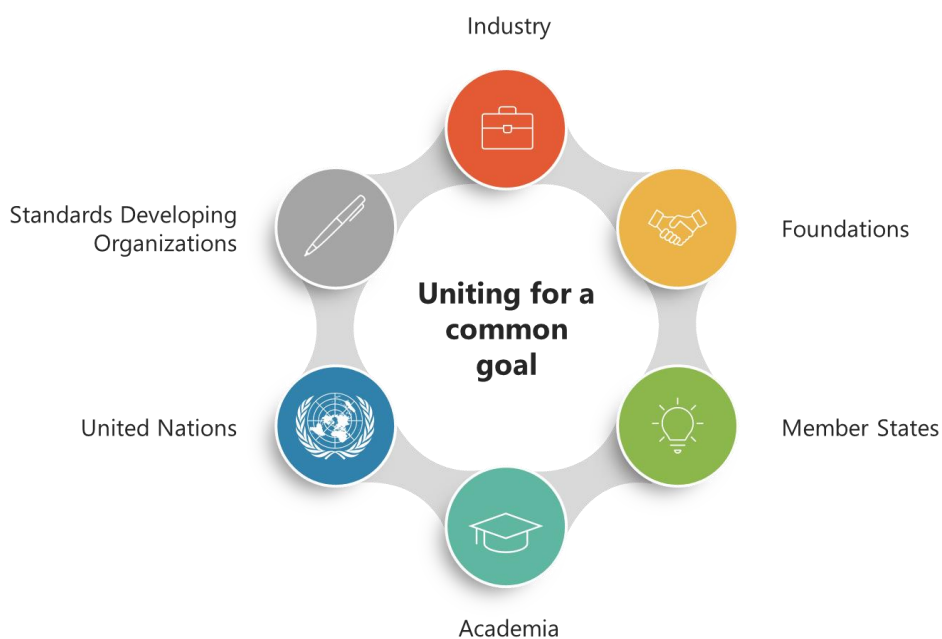 Industry
Standards Developing
Organizations
Foundations
Uniting for a
common
goal
United Nations
Member States
Academia